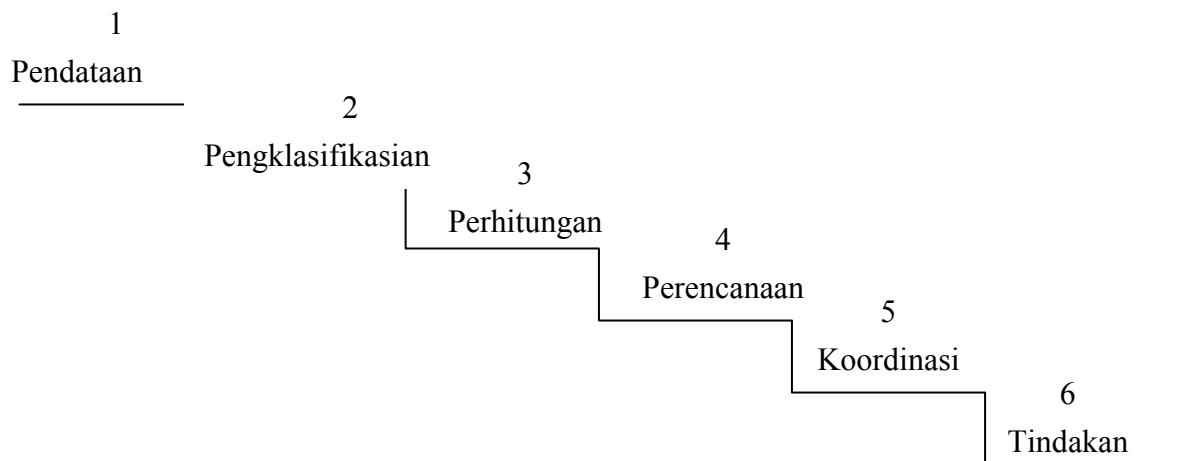 1
Pendataan
2
Pengklasifikasian
3
Perhitungan
4
Perencanaan
5
Koordinasi
6
Tindakan